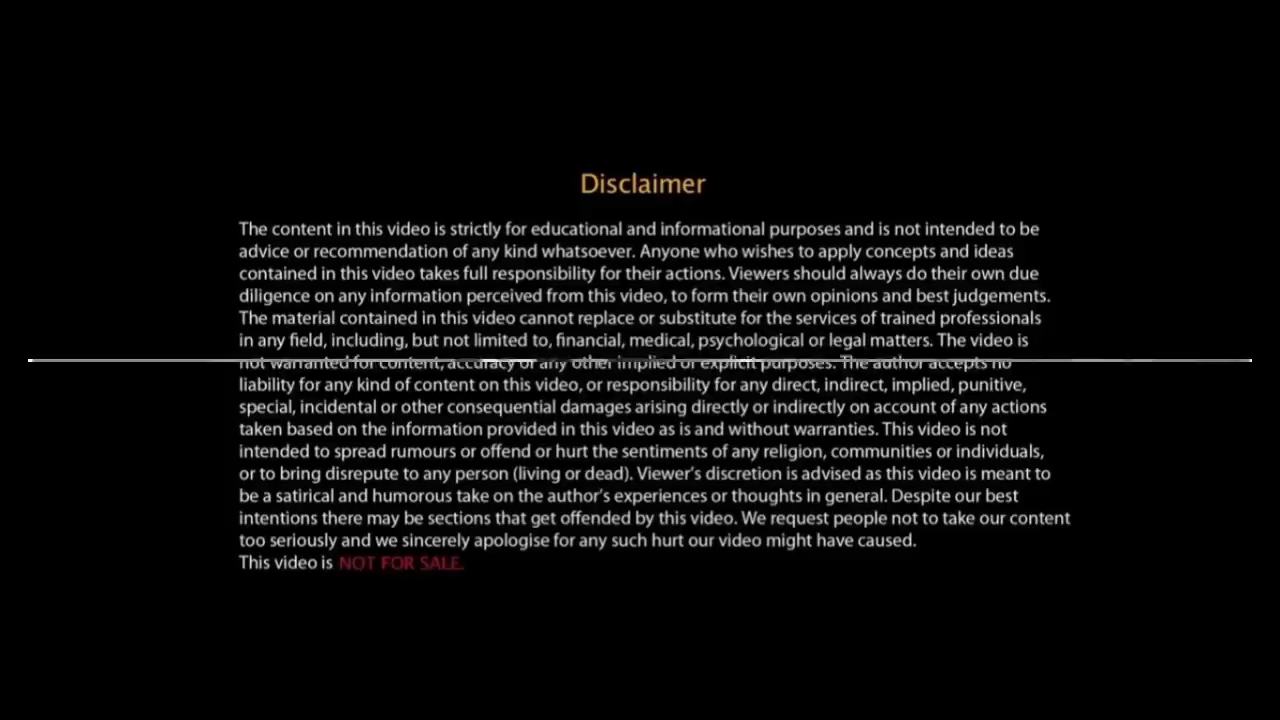 Disclaimer
The content in this video is strictly for educational and informational purposes and is not intended to be
advice or recommendation of any kind whatsoever. Anyone who wishes to apply concepts and ideas
contained in this video takes full responsibility for their actions. Viewers should always do their own due
diligence on any information perceived from this video, to form their own opinions and best judgements.
The material contained in this video cannot replace or substitute for the services of trained professionals
in any field, including, but not limited to, financial, medical, psychological or legal matters. The video is
not warranted for content, accuracy or any other implied or explicit purposes. The author accepts no
liability for any kind of content on this video, or responsibility for any direct, indirect, implied, punitive,
special, incidental or other consequential damages arising directly or indirectly on account of any actions
taken based on the information provided in this video as is and without warranties. This video is not
intended to spread rumours or offend or hurt the sentiments of any religion, communities or individuals,
or to bring disrepute to any person (living or dead). Viewer's discretion is advised as this video is meant to
be a satirical and humorous take on the author's experiences or thoughts in general. Despite our best
intentions there may be sections that get offended by this video. We request people not to take our content
too seriously and we sincerely apologise for any such hurt our video might have caused.
This video is NOT FOR SALE.